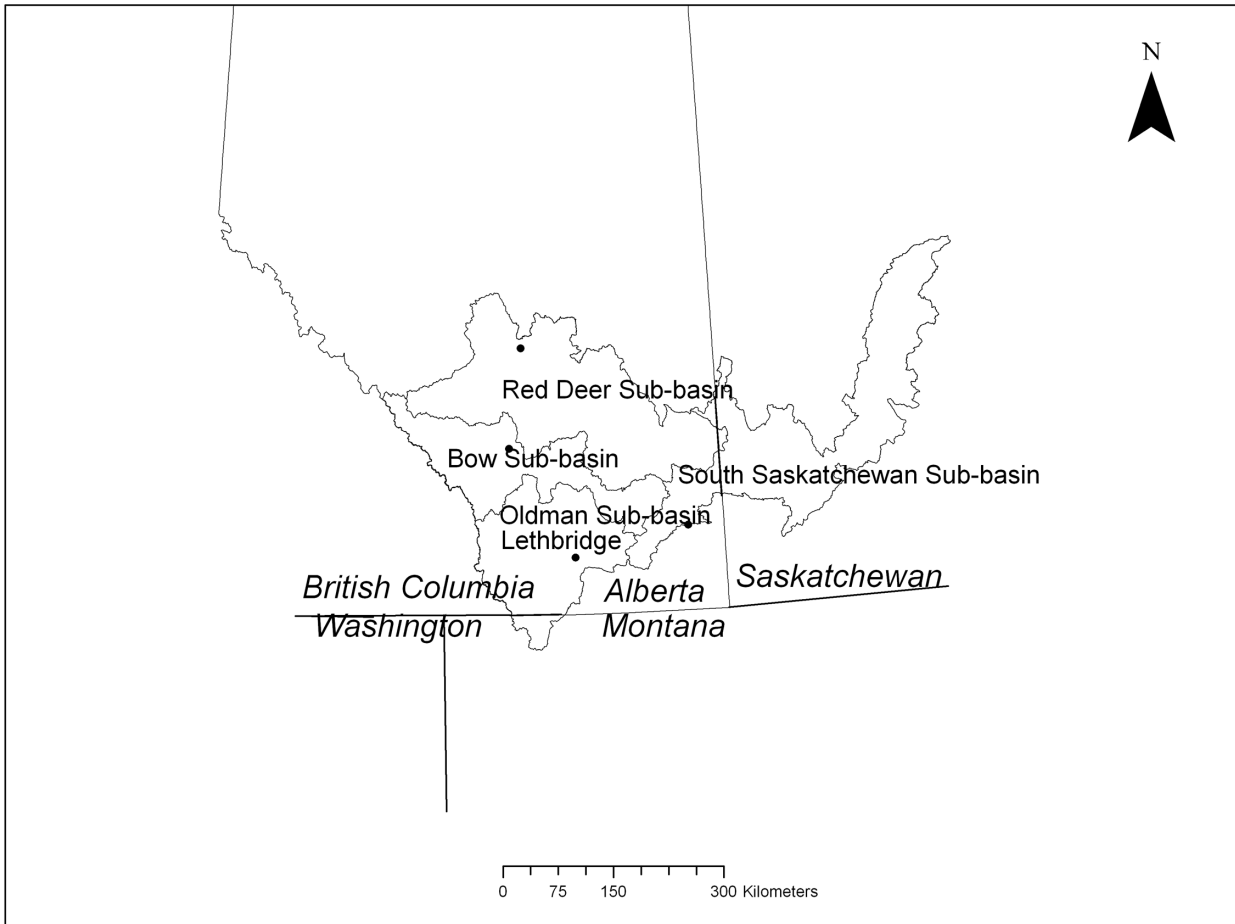 N
Red Deer Sub-basin
Bow Sub-basin
South Saskatchewan Sub-basin
Oldman Sub-basin
Lethbridge
British Columbia
Alberta
Saskatchewan
Washington
Montana
0 75 150 300 Kilometers